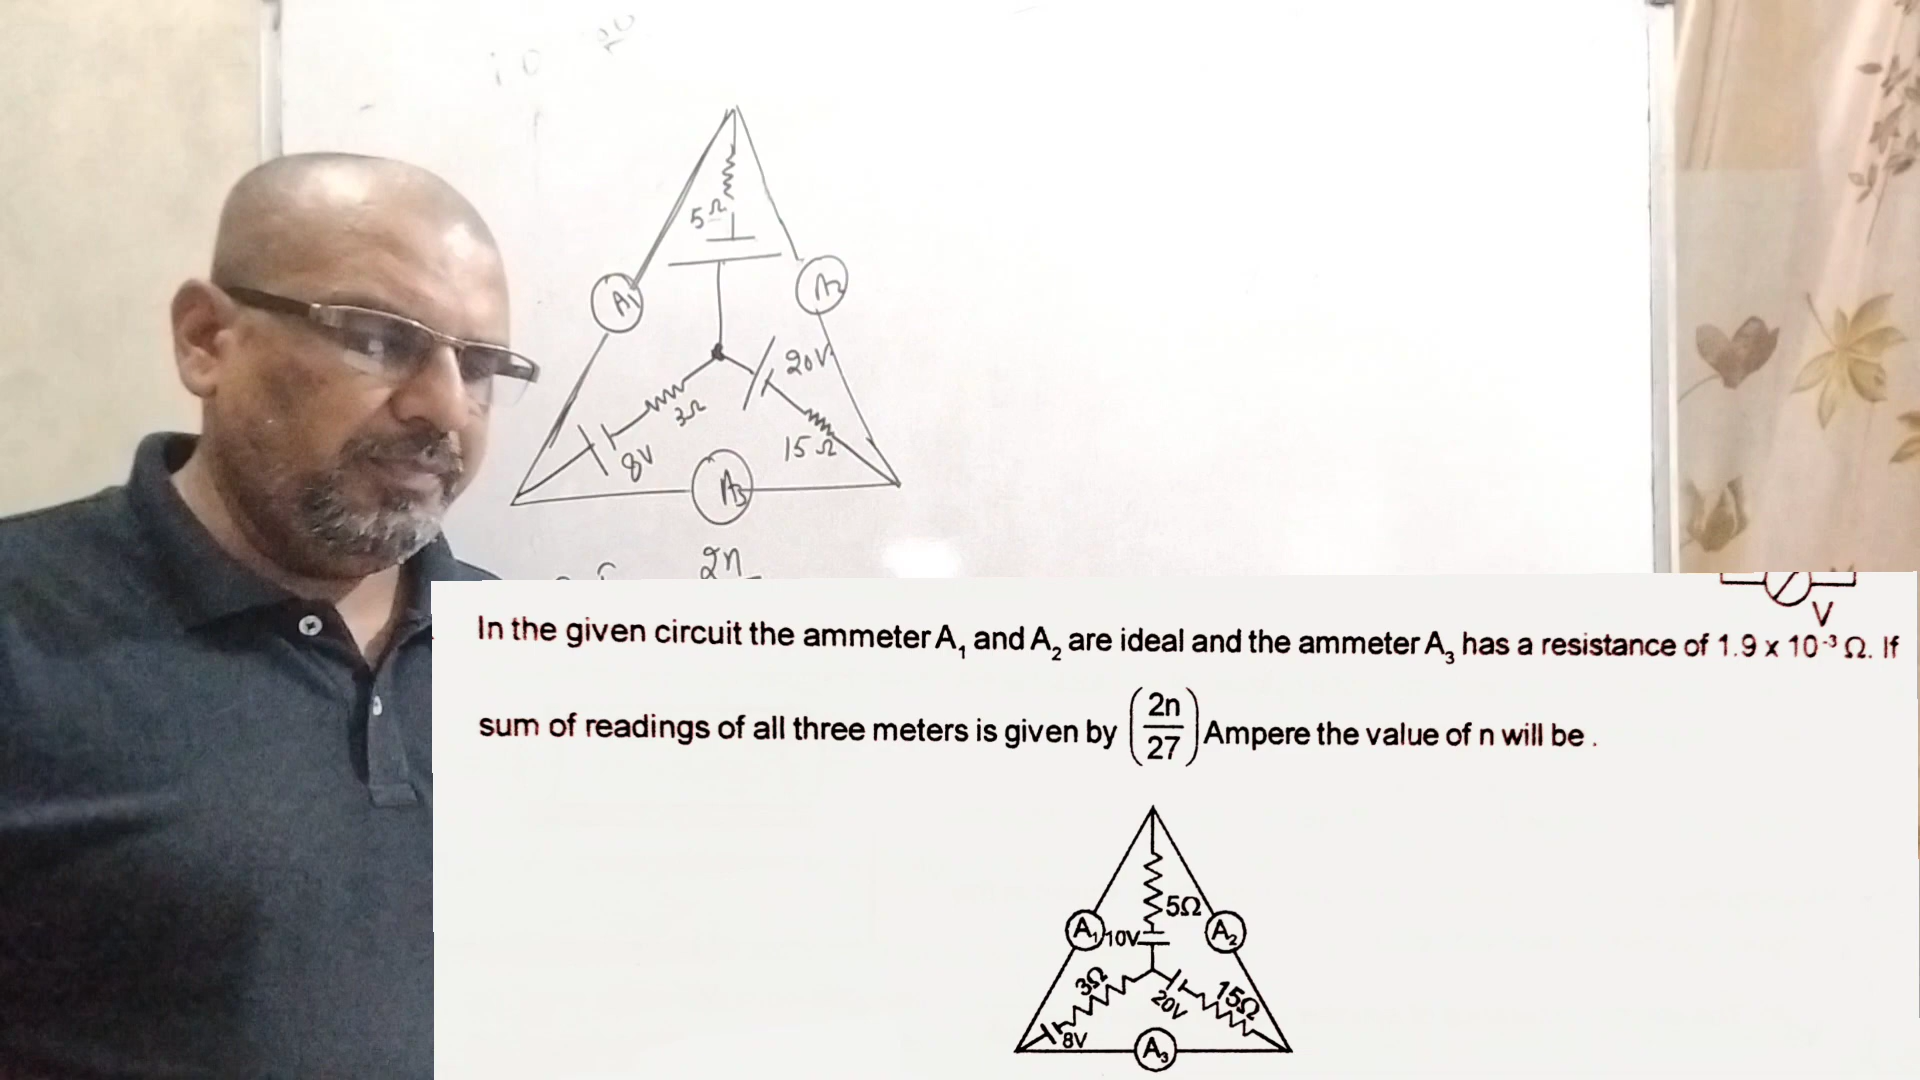 10 20
5Ω
A₁
A₂
20V
3Ω
8V
15Ω
A₃
2n
V
In the given circuit the ammeter A₁ and A₂ are ideal and the ammeter A₃ has a resistance of 1.9 x 10⁻³ Ω. If
sum of readings of all three meters is given by (2n/27) Ampere the value of n will be .
5Ω
A₁ 10V A₂
3Ω 20V 15Ω
8V
A₃